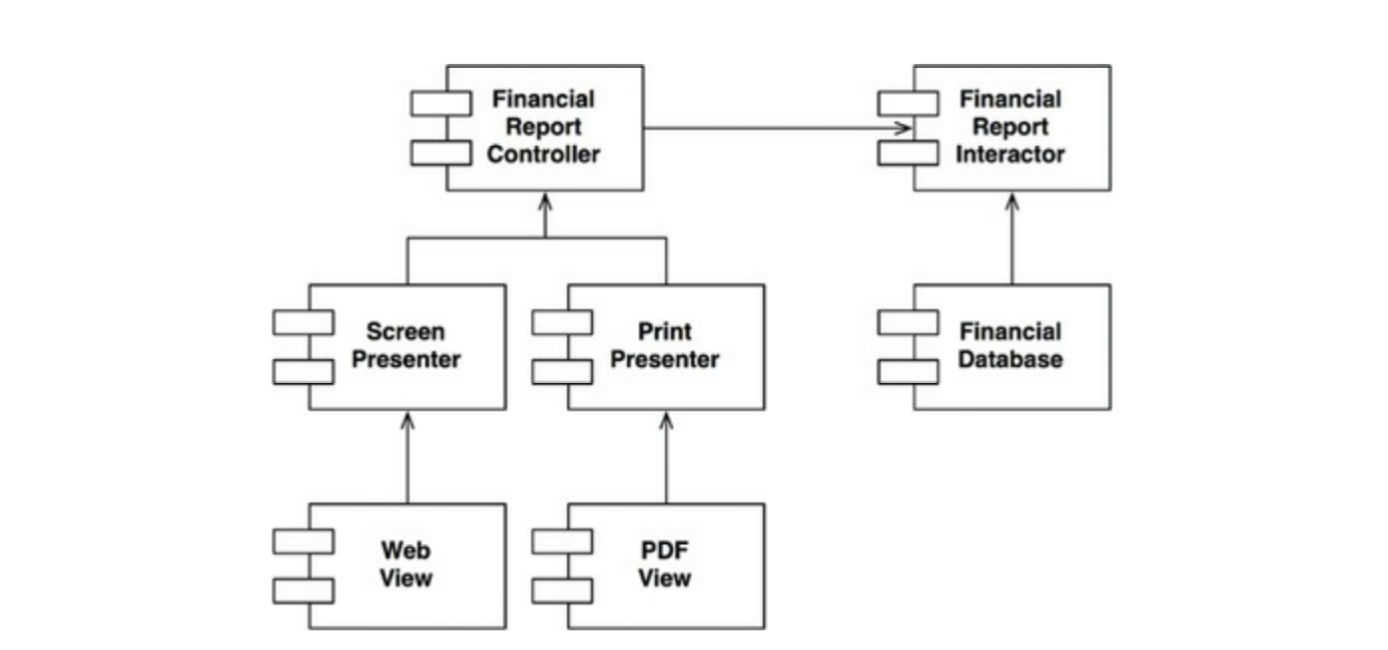 Financial
Report
Controller
Financial
Report
Interactor
Screen
Presenter
Print
Presenter
Financial
Database
Web
View
PDF
View